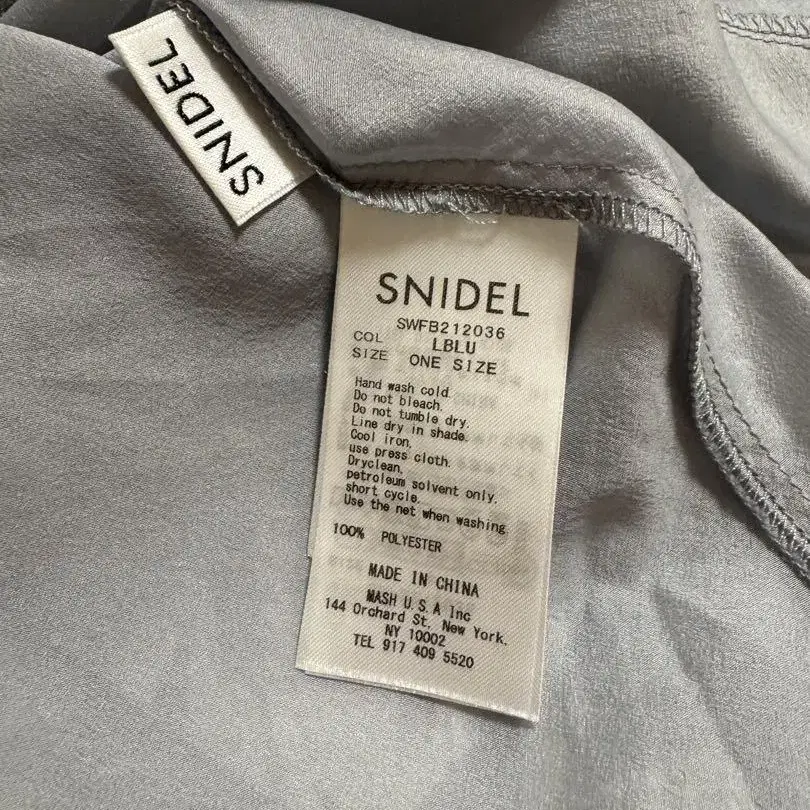 SNIDEL
SNIDEL
SWFB212036
COL LBLU
SIZE ONE SIZE
Hand wash cold.
Do not bleach.
Do not tumble dry.
Line dry in shade.
Cool iron,
use press cloth.
Dryclean,
petroleum solvent only.
short cycle.
Use the net when washing.
100% POLYESTER
MADE IN CHINA
MASH U.S.A Inc
144 Orchard St. New York.
NY 10002
TEL 917 409 5520